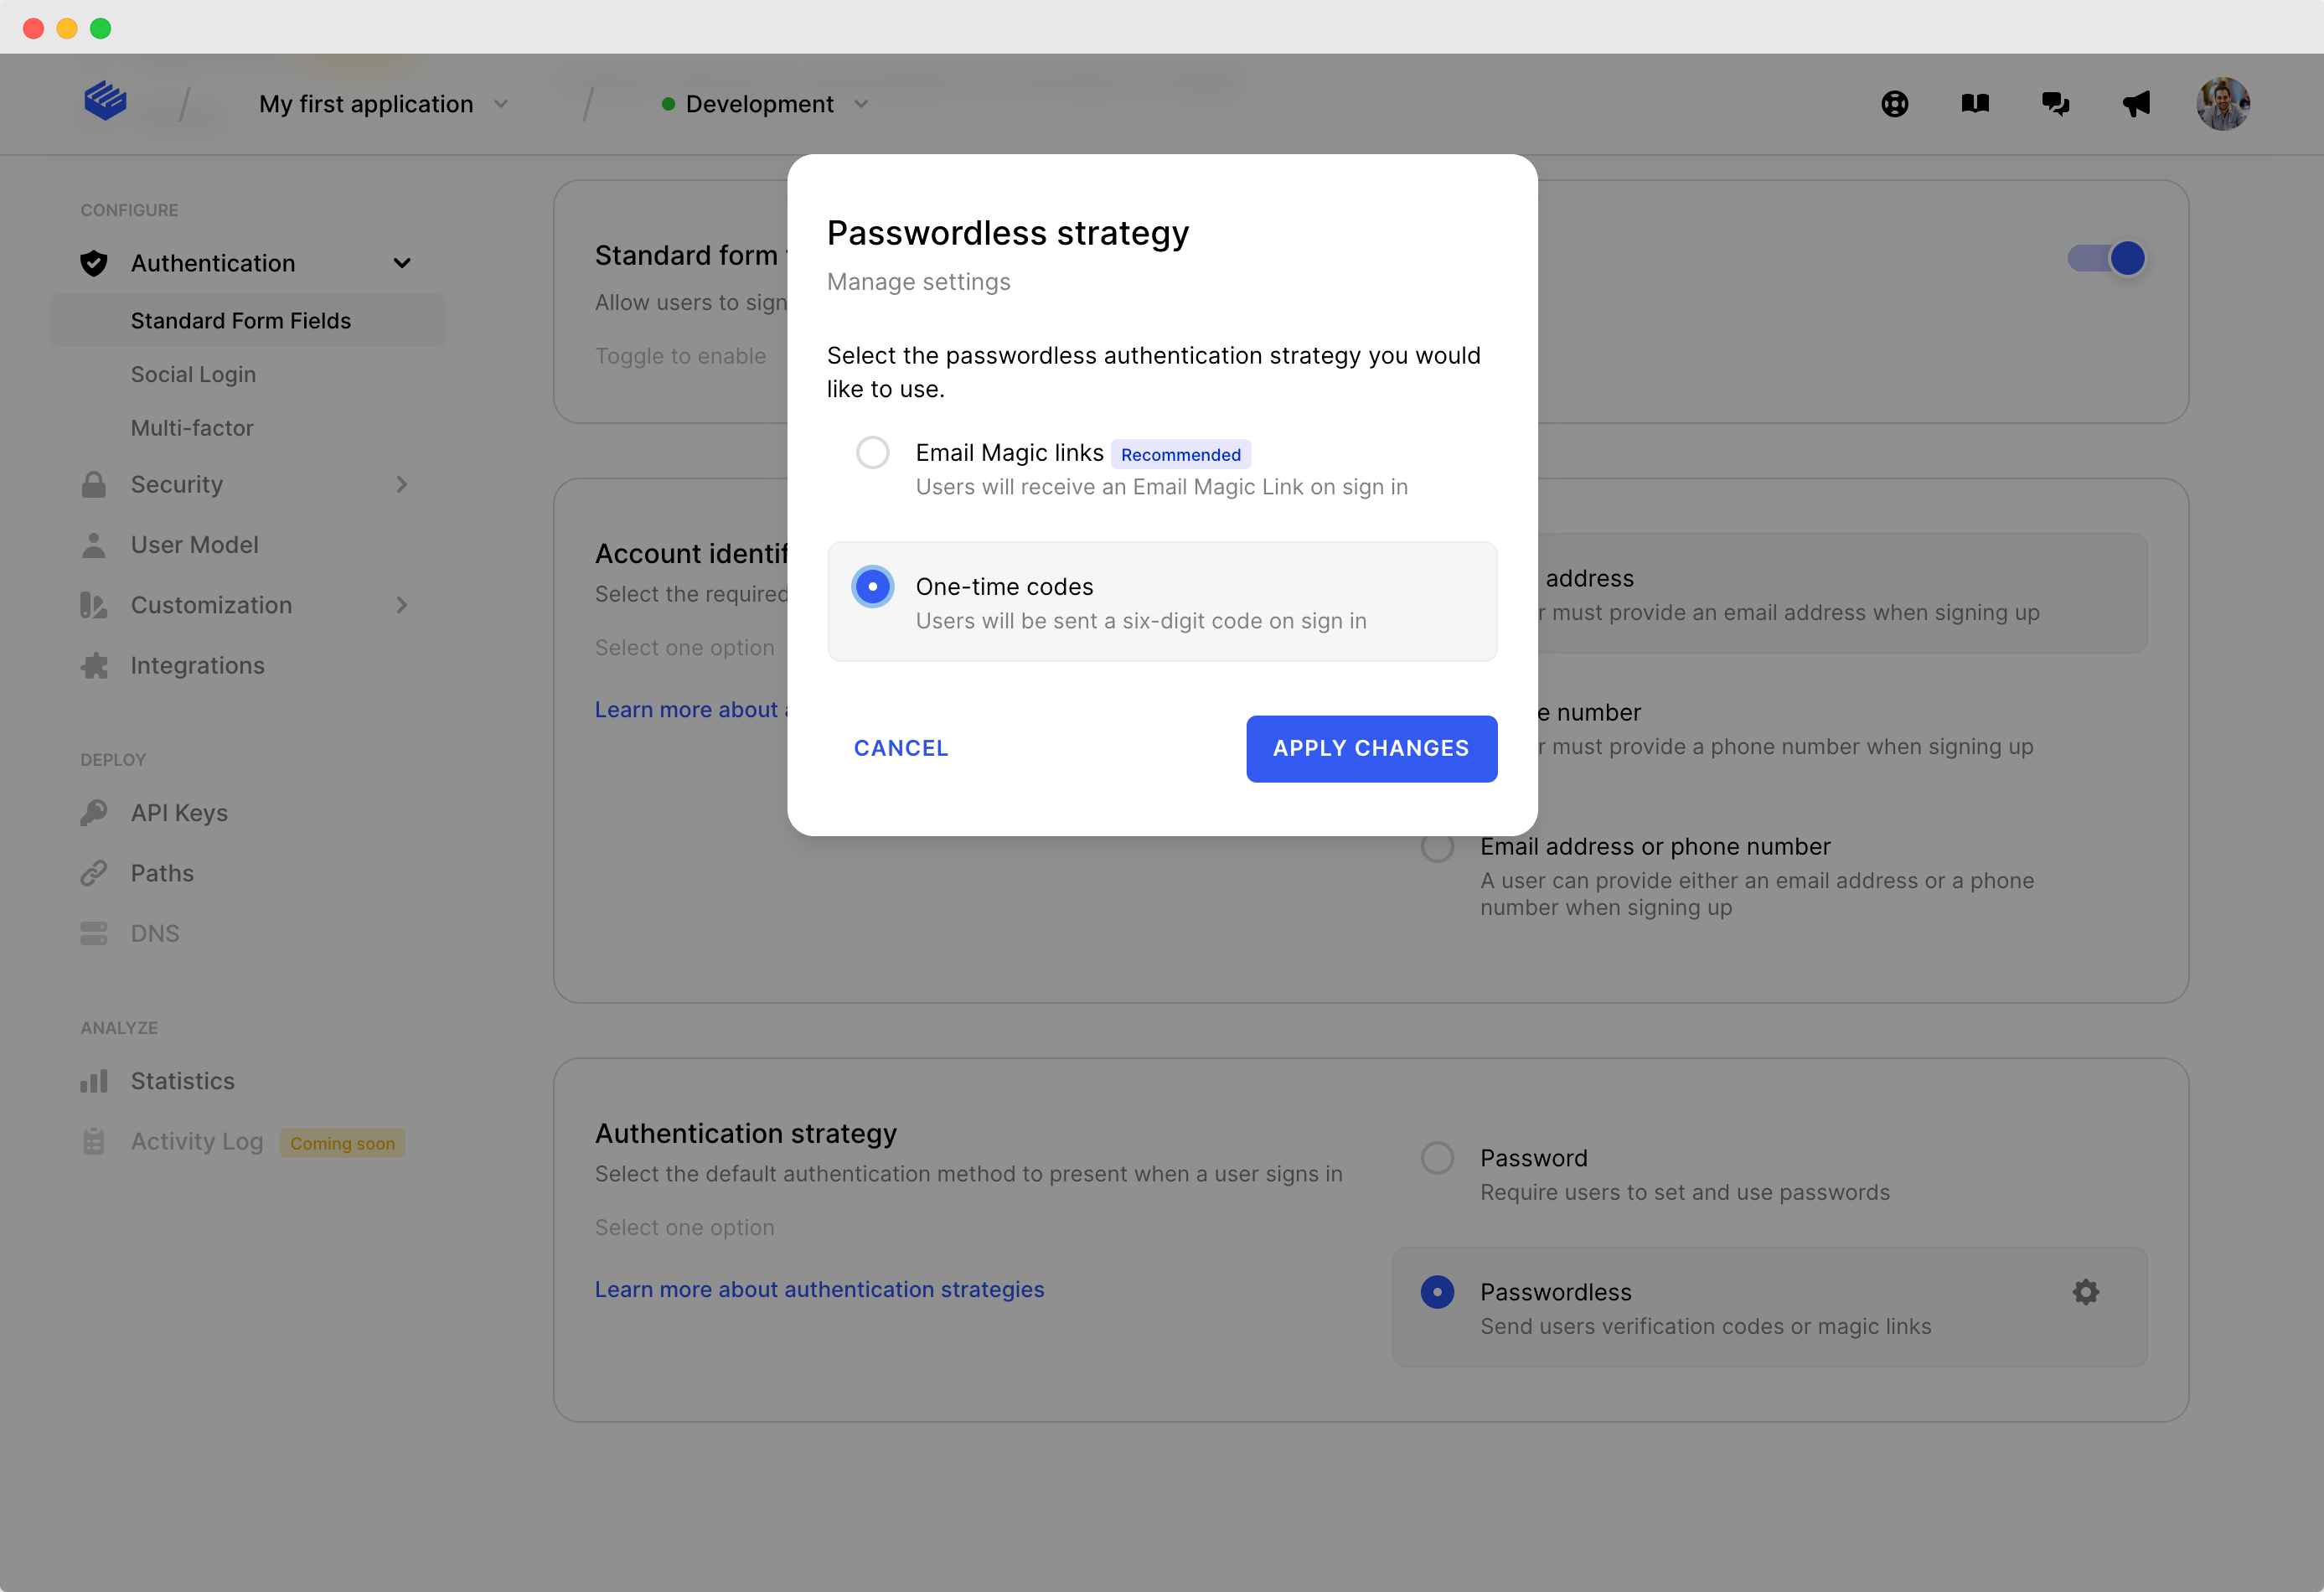 My first application
Development
CONFIGURE
Authentication
Standard Form Fields
Social Login
Multi-factor
Security
User Model
Customization
Integrations
DEPLOY
API Keys
Paths
DNS
ANALYZE
Statistics
Activity Log Coming soon
Standard form
Allow users to sign
Toggle to enable
Account
Select the required
Select one option
Learn more about
address
must provide an email address when signing up
number
must provide a phone number when signing up
Email address or phone number
A user can provide either an email address or a phone
number when signing up
Authentication strategy
Select the default authentication method to present when a user signs in
Select one option
Learn more about authentication strategies
Password
Require users to set and use passwords
Passwordless
Send users verification codes or magic links
Passwordless strategy
Manage settings
Select the passwordless authentication strategy you would
like to use.
Email Magic links Recommended
Users will receive an Email Magic Link on sign in
One-time codes
Users will be sent a six-digit code on sign in
CANCEL
APPLY CHANGES